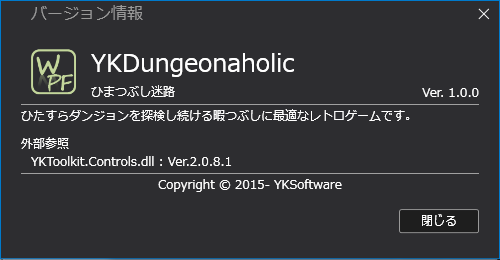 バージョン情報
WPF
YKDungeonaholic
ひまつぶし迷路
Ver. 1.0.0
ひたすらダンジョンを探検し続ける暇つぶしに最適なレトロゲームです。
外部参照
YKToolkit.Controls.dll : Ver.2.0.8.1
Copyright © 2015- YKSoftware
閉じる